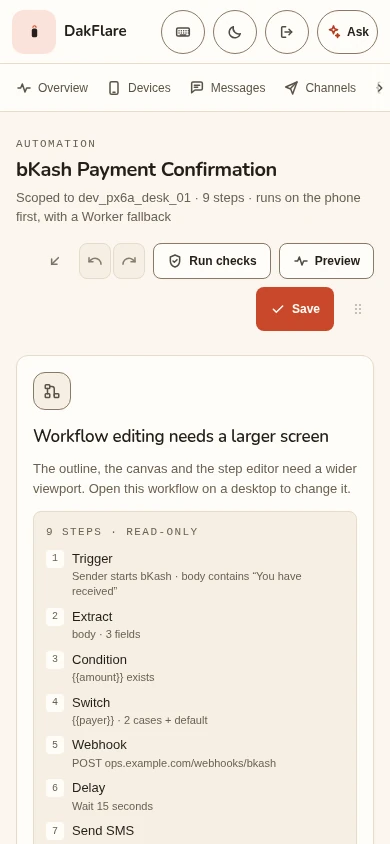 DakFlare
Ask
Overview
Devices
Messages
Channels
AUTOMATION
bKash Payment Confirmation
Scoped to dev_px6a_desk_01 · 9 steps · runs on the phone
first, with a Worker fallback
Run checks
Preview
Save
Workflow editing needs a larger screen
The outline, the canvas and the step editor need a wider
viewport. Open this workflow on a desktop to change it.
9 STEPS · READ-ONLY
1 Trigger
Sender starts bKash · body contains “You have
received”
2 Extract
body · 3 fields
3 Condition
{{amount}} exists
4 Switch
{{payer}} · 2 cases + default
5 Webhook
POST ops.example.com/webhooks/bkash
6 Delay
Wait 15 seconds
7 Send SMS